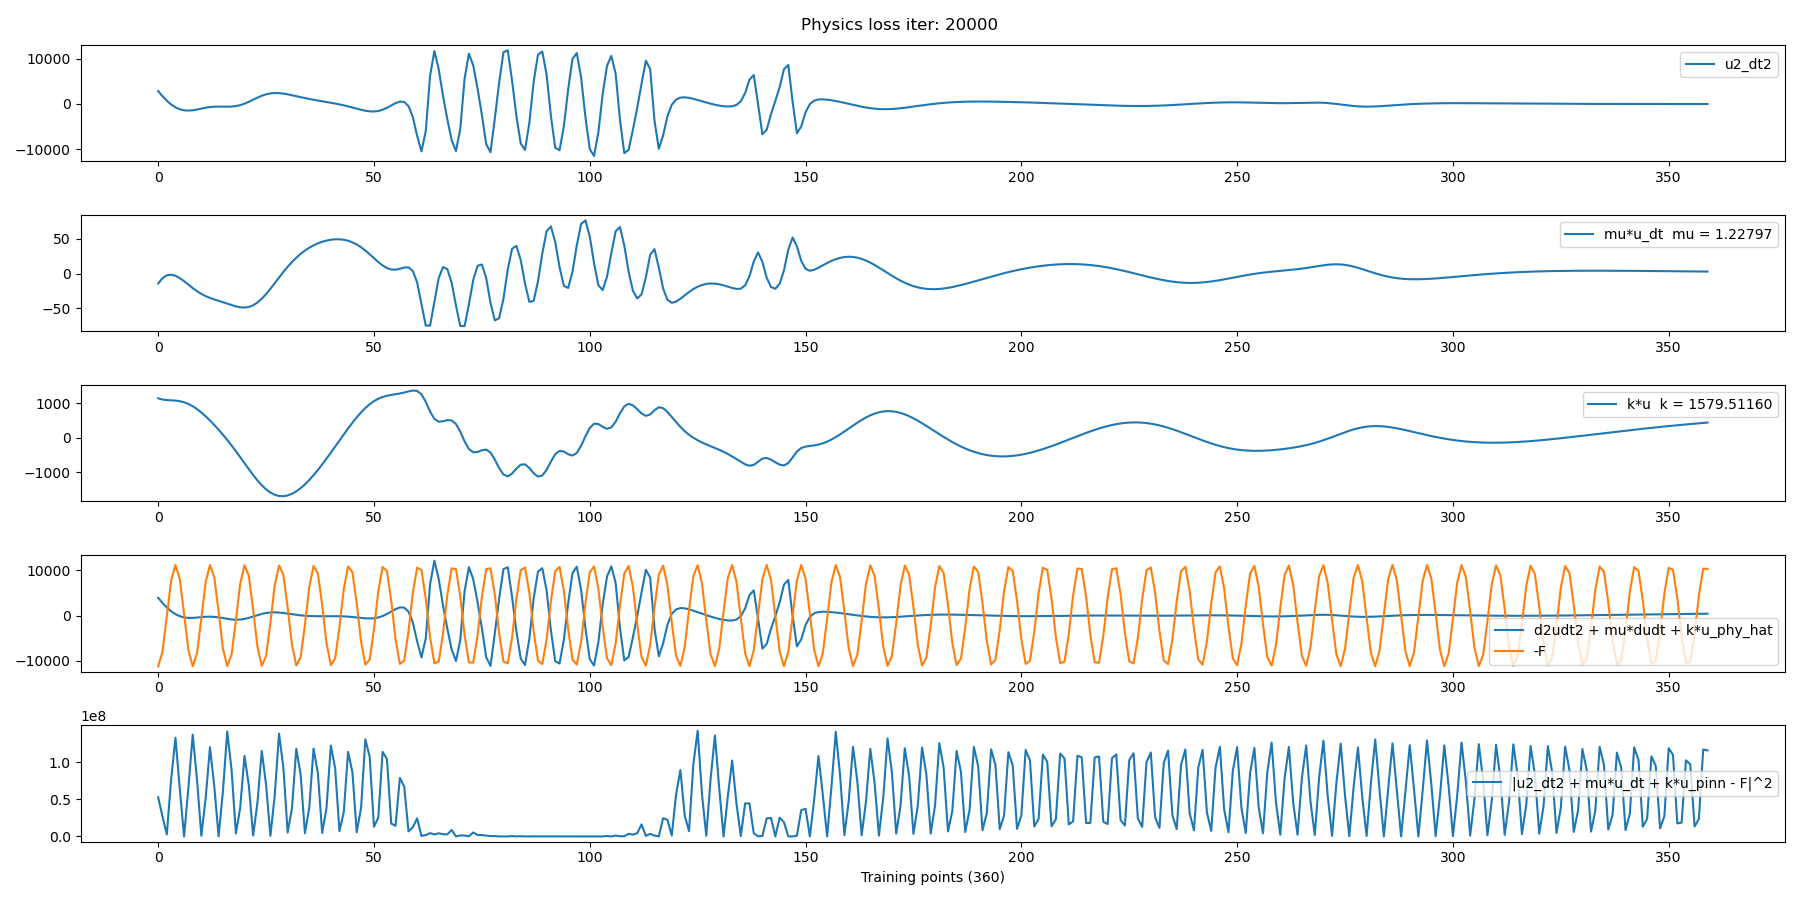 Physics loss iter: 20000
10000
0
−10000
u2_dt2
0 50 100 150 200 250 300 350
50
0
−50
mu*u_dt  mu = 1.22797
0 50 100 150 200 250 300 350
1000
0
−1000
k*u  k = 1579.51160
0 50 100 150 200 250 300 350
10000
0
−10000
d2udt2 + mu*dudt + k*u_phy_hat
-F
0 50 100 150 200 250 300 350
1e8
1.0
0.5
0.0
|u2_dt2 + mu*u_dt + k*u_pinn - F|^2
0 50 100 150 200 250 300 350
Training points (360)